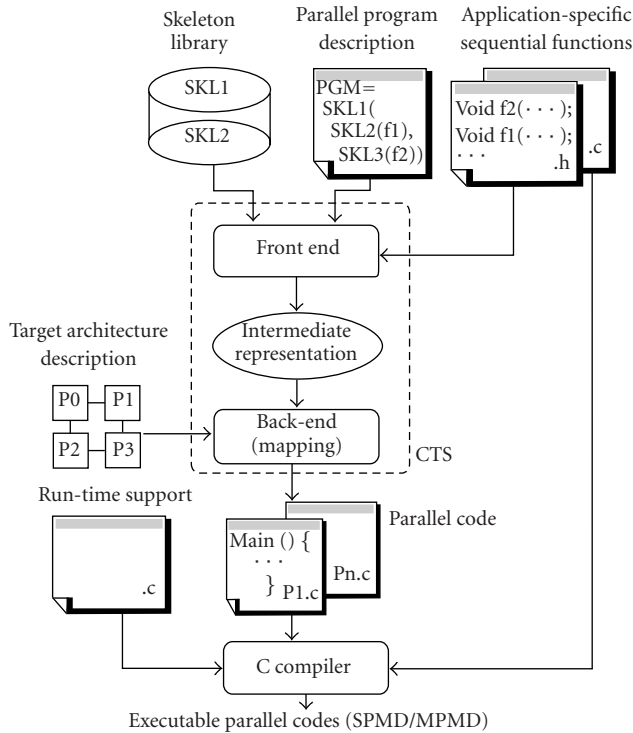 Skeleton
library
SKL1
SKL2
Parallel program
description
PGM=
SKL1(
SKL2(f1),
SKL3(f2))
Application-specific
sequential functions
Void f2(· · ·);
Void f1(· · ·);
· · ·
.h
.c
Front end
Intermediate
representation
Target architecture
description
P0
P1
P2
P3
Back-end
(mapping)
CTS
Run-time support
.c
Main () {
· · ·
}
P1.c
Pn.c
Parallel code
C compiler
Executable parallel codes (SPMD/MPMD)